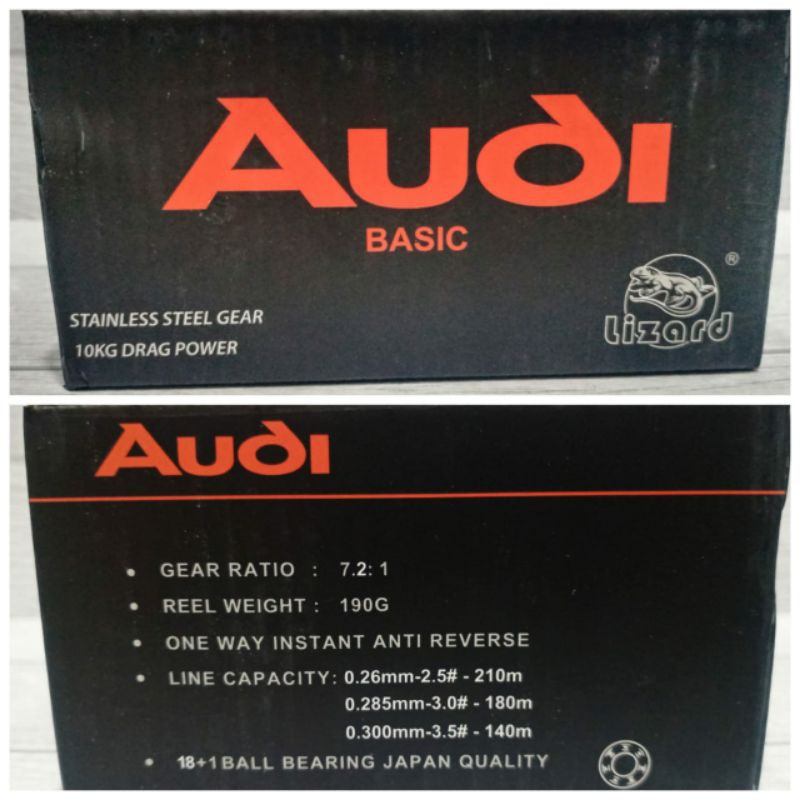 AUDI
BASIC
®
Lizard
STAINLESS STEEL GEAR
10KG DRAG POWER
AUDI
• GEAR RATIO : 7.2: 1
• REEL WEIGHT : 190G
• ONE WAY INSTANT ANTI REVERSE
• LINE CAPACITY: 0.26mm-2.5# - 210m
0.285mm-3.0# - 180m
0.300mm-3.5# - 140m
• 18+1 BALL BEARING JAPAN QUALITY